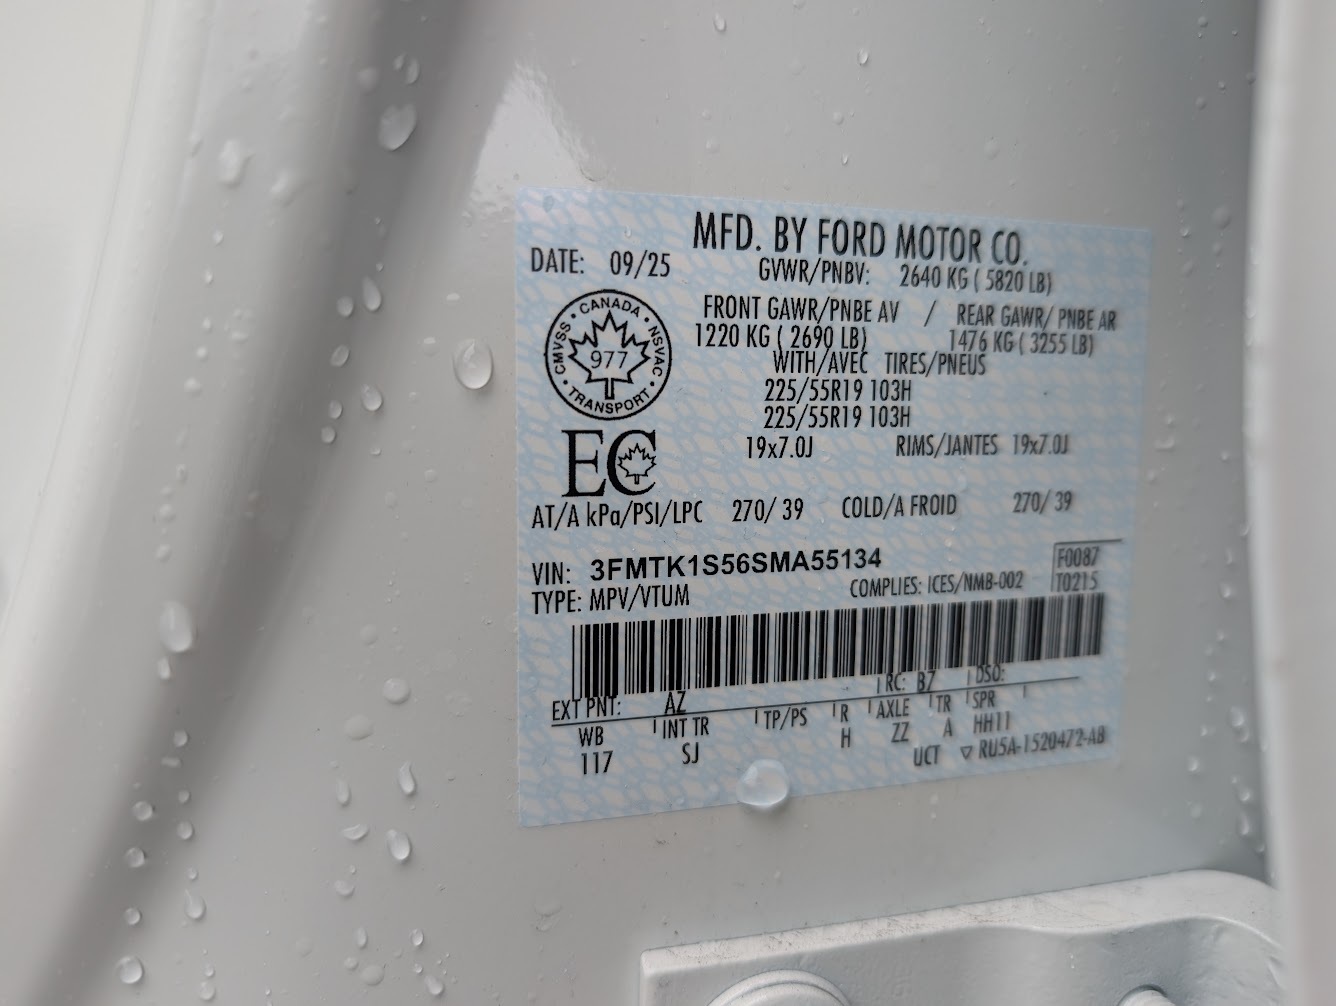 MFD. BY FORD MOTOR CO.
DATE: 09/25
GVWR/PNBV: 2640 KG ( 5820 LB)
FRONT GAWR/PNBE AV / REAR GAWR/ PNBE AR
1220 KG ( 2690 LB) 1476 KG ( 3255 LB)
WITH/AVEC TIRES/PNEUS
225/55R19 103H
225/55R19 103H
19x7.0J RIMS/JANTES 19x7.0J
CANADA • NSVAC • TRANSPORT • CMVSS •
977
EC
AT/A kPa/PSI/LPC 270/ 39 COLD/A FROID 270/ 39
VIN: 3FMTK1S56SMA55134
F0087
TYPE: MPV/VTUM COMPLIES: ICES/NMB-002 T0215
EXT PNT: AZ RC: B7 DSO:
WB INT TR TP/PS R AXLE TR SPR
117 SJ H ZZ A HH11
UCT ▽ RU5A-1520472-AB